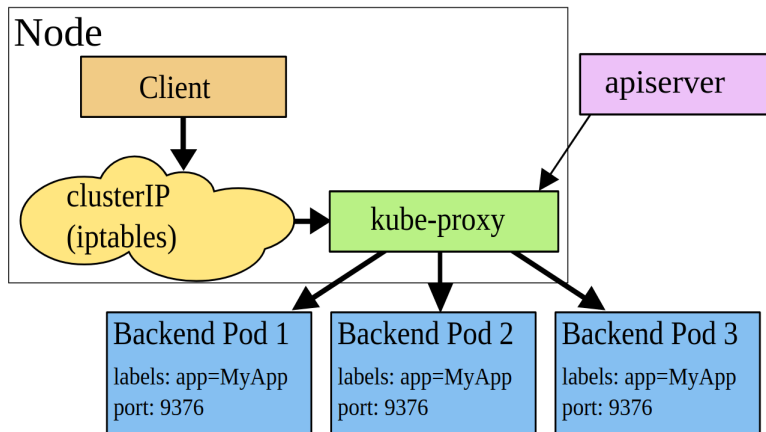 Node
Client
apiserver
clusterIP
(iptables)
kube-proxy
Backend Pod 1
labels: app=MyApp
port: 9376
Backend Pod 2
labels: app=MyApp
port: 9376
Backend Pod 3
labels: app=MyApp
port: 9376